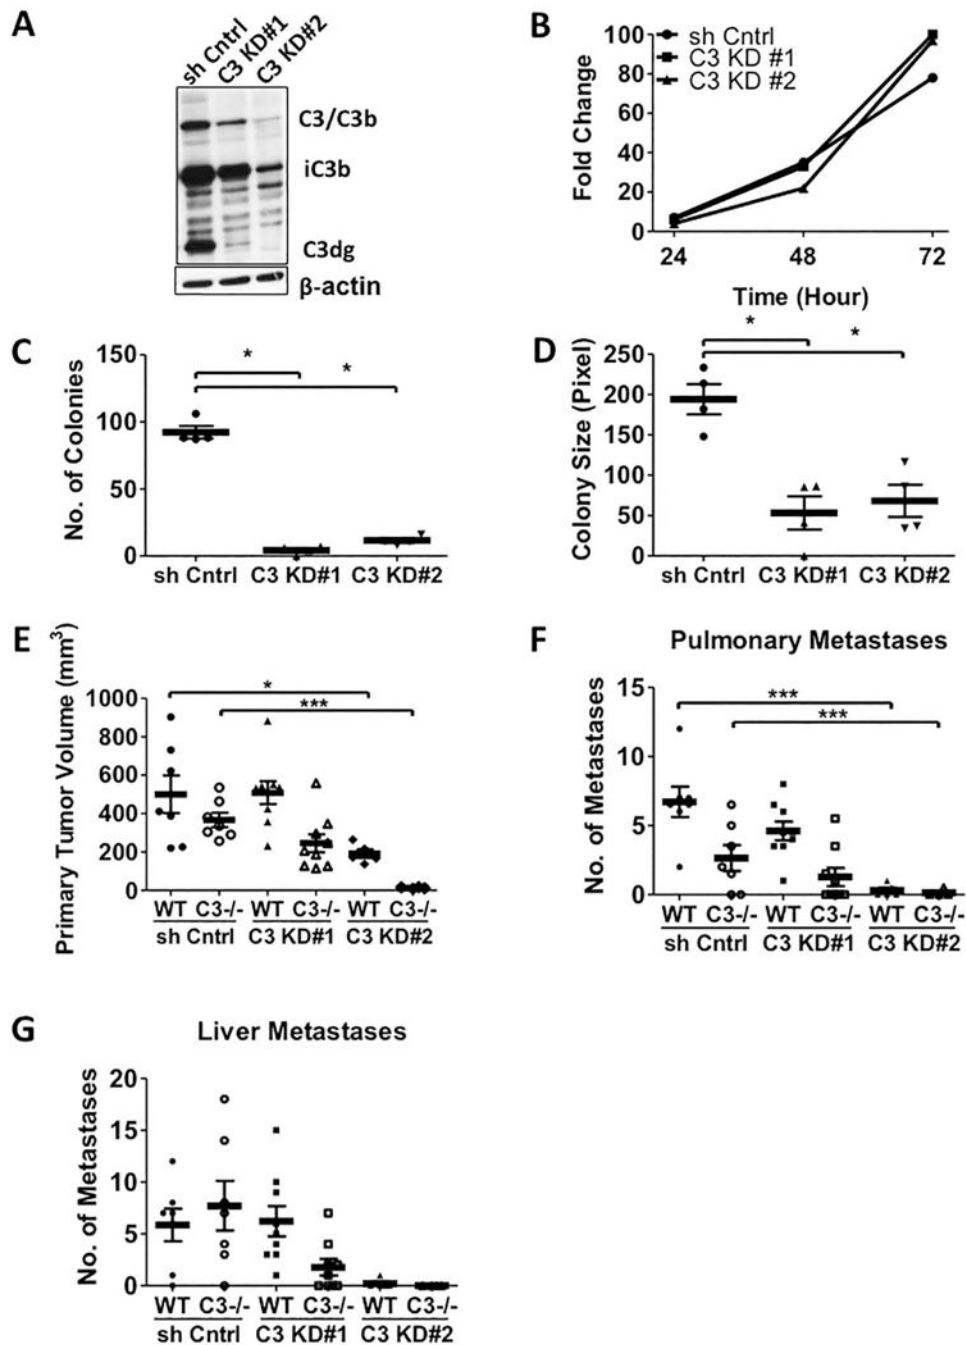 A
sh Cntrl
C3 KD#1
C3 KD#2
C3/C3b
iC3b
C3dg
β-actin
B
sh Cntrl
C3 KD #1
C3 KD #2
Fold Change
100
80
60
40
20
0
24 48 72
Time (Hour)
C
No. of Colonies
150
100
50
0
* *
sh Cntrl C3 KD#1 C3 KD#2
D
Colony Size (Pixel)
250
200
150
100
50
0
* *
sh Cntrl C3 KD#1 C3 KD#2
E
Primary Tumor Volume (mm³)
1000
800
600
400
200
0
*
***
WT C3-/- WT C3-/- WT C3-/-
sh Cntrl C3 KD#1 C3 KD#2
F
Pulmonary Metastases
No. of Metastases
15
10
5
0
***
***
WT C3-/- WT C3-/- WT C3-/-
sh Cntrl C3 KD#1 C3 KD#2
G
Liver Metastases
No. of Metastases
20
15
10
5
0
WT C3-/- WT C3-/- WT C3-/-
sh Cntrl C3 KD#1 C3 KD#2